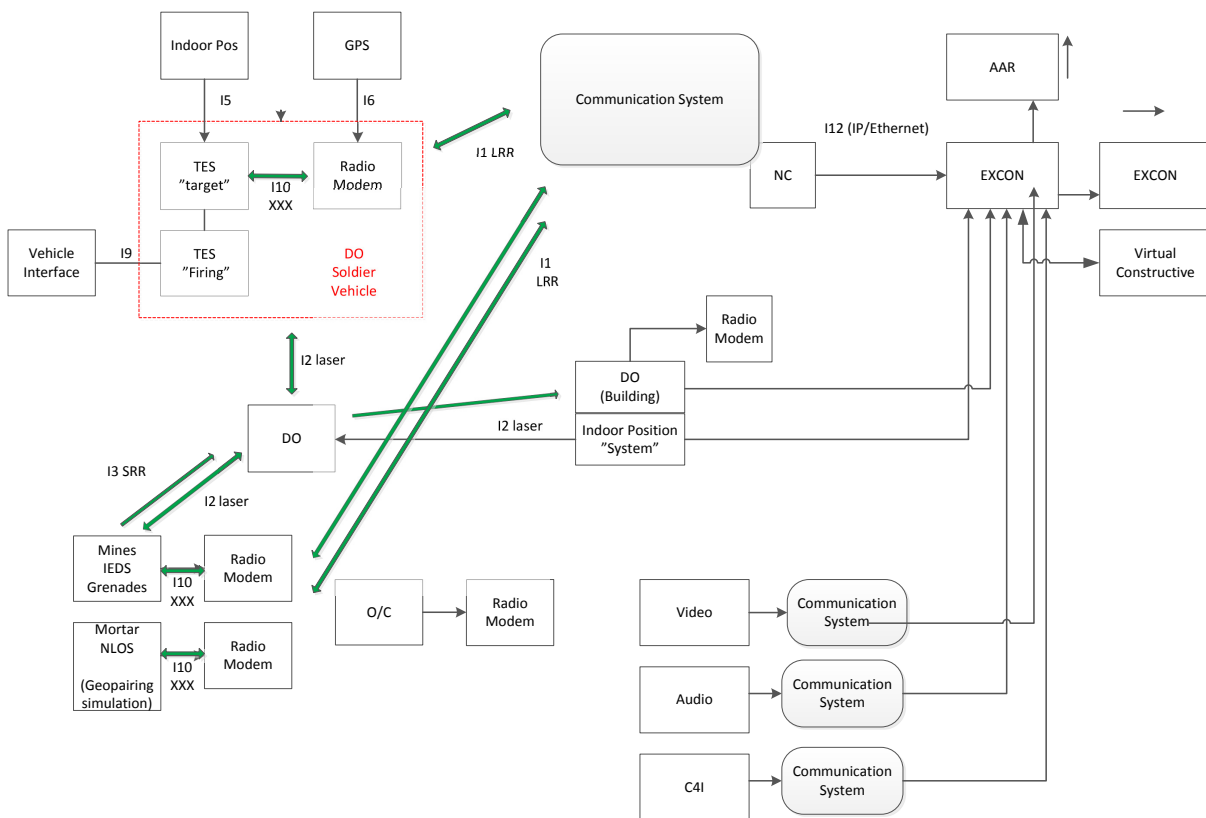 Indoor Pos
GPS
Communication System
AAR
I5
I6
I12 (IP/Ethernet)
I1 LRR
TES
"target"
I10
XXX
Radio
Modem
NC
EXCON
EXCON
Vehicle
Interface
I9
TES
"Firing"
DO
Soldier
Vehicle
I1
LRR
Virtual
Constructive
Radio
Modem
I2 laser
DO
(Building)
DO
I2 laser
Indoor Position
"System"
I3 SRR
I2 laser
Mines
IEDS
Grenades
I10
XXX
Radio
Modem
Mortar
NLOS
(Geopairing
simulation)
I10
XXX
Radio
Modem
O/C
Radio
Modem
Video
Communication
System
Audio
Communication
System
C4I
Communication
System